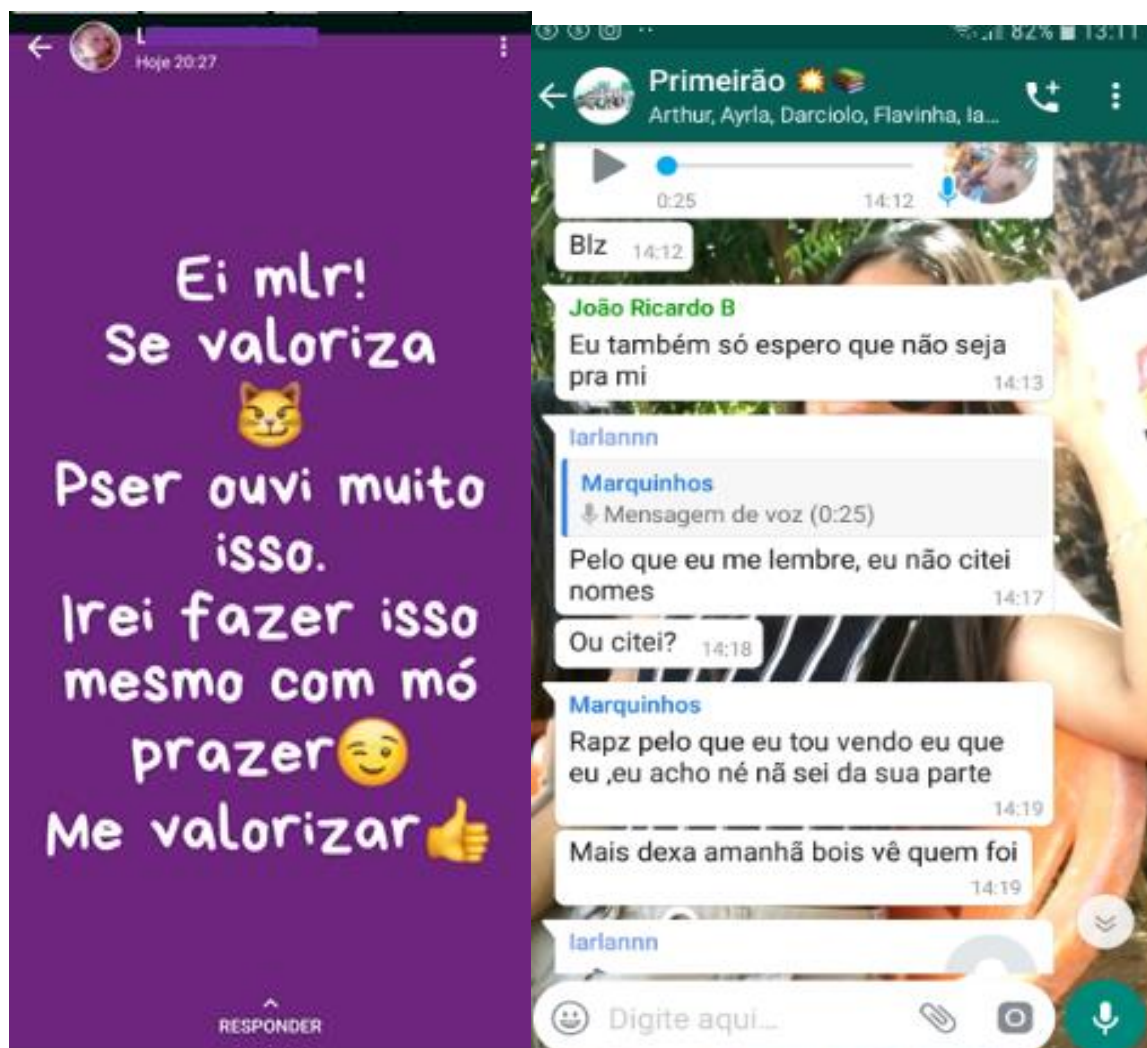 L
Hoje 20:27
Ei mlr!
Se valoriza
Pser ouvi muito
isso.
Irei fazer isso
mesmo com mó
prazer😉
Me valorizar👍
RESPONDER
82% 13:11
Primeirão 💥📚
Arthur, Ayrla, Darciolo, Flavinha, Ia...
0:25 14:12
Blz 14:12
João Ricardo B
Eu também só espero que não seja
pra mi 14:13
Iarlannn
Marquinhos
Mensagem de voz (0:25)
Pelo que eu me lembre, eu não citei
nomes 14:17
Ou citei? 14:18
Marquinhos
Rapz pelo que eu tou vendo eu que
eu ,eu acho né nã sei da sua parte
14:19
Mais dexa amanhã bois vê quem foi
14:19
Iarlannn
Digite aqui...